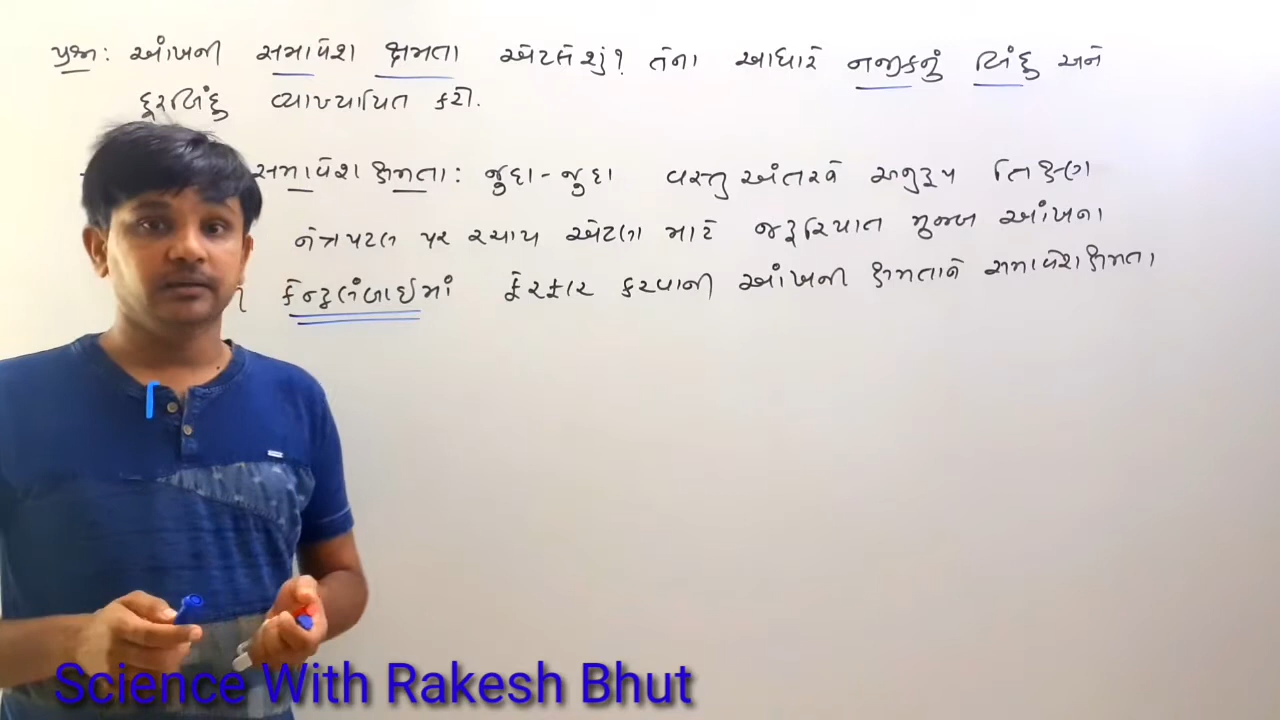 પ્રશ્ન: આંખની સમાવેશ ક્ષમતા એટલે શું? તેના આધારે નજીકનું બિંદુ અને
દૂરબિંદુ વ્યાખ્યાયિત કરો.
સમાવેશ ક્ષમતા: જુદા-જુદા વસ્તુઅંતરને અનુરૂપ તિક્ષ્ણ
નેત્રપટલ પર રચાય એટલા માટે જરૂરિયાત મુજબ આંખના
કેન્દ્રલંબાઈમાં ફેરફાર કરવાની આંખની ક્ષમતાને સમાવેશક્ષમતા
Science With Rakesh Bhut